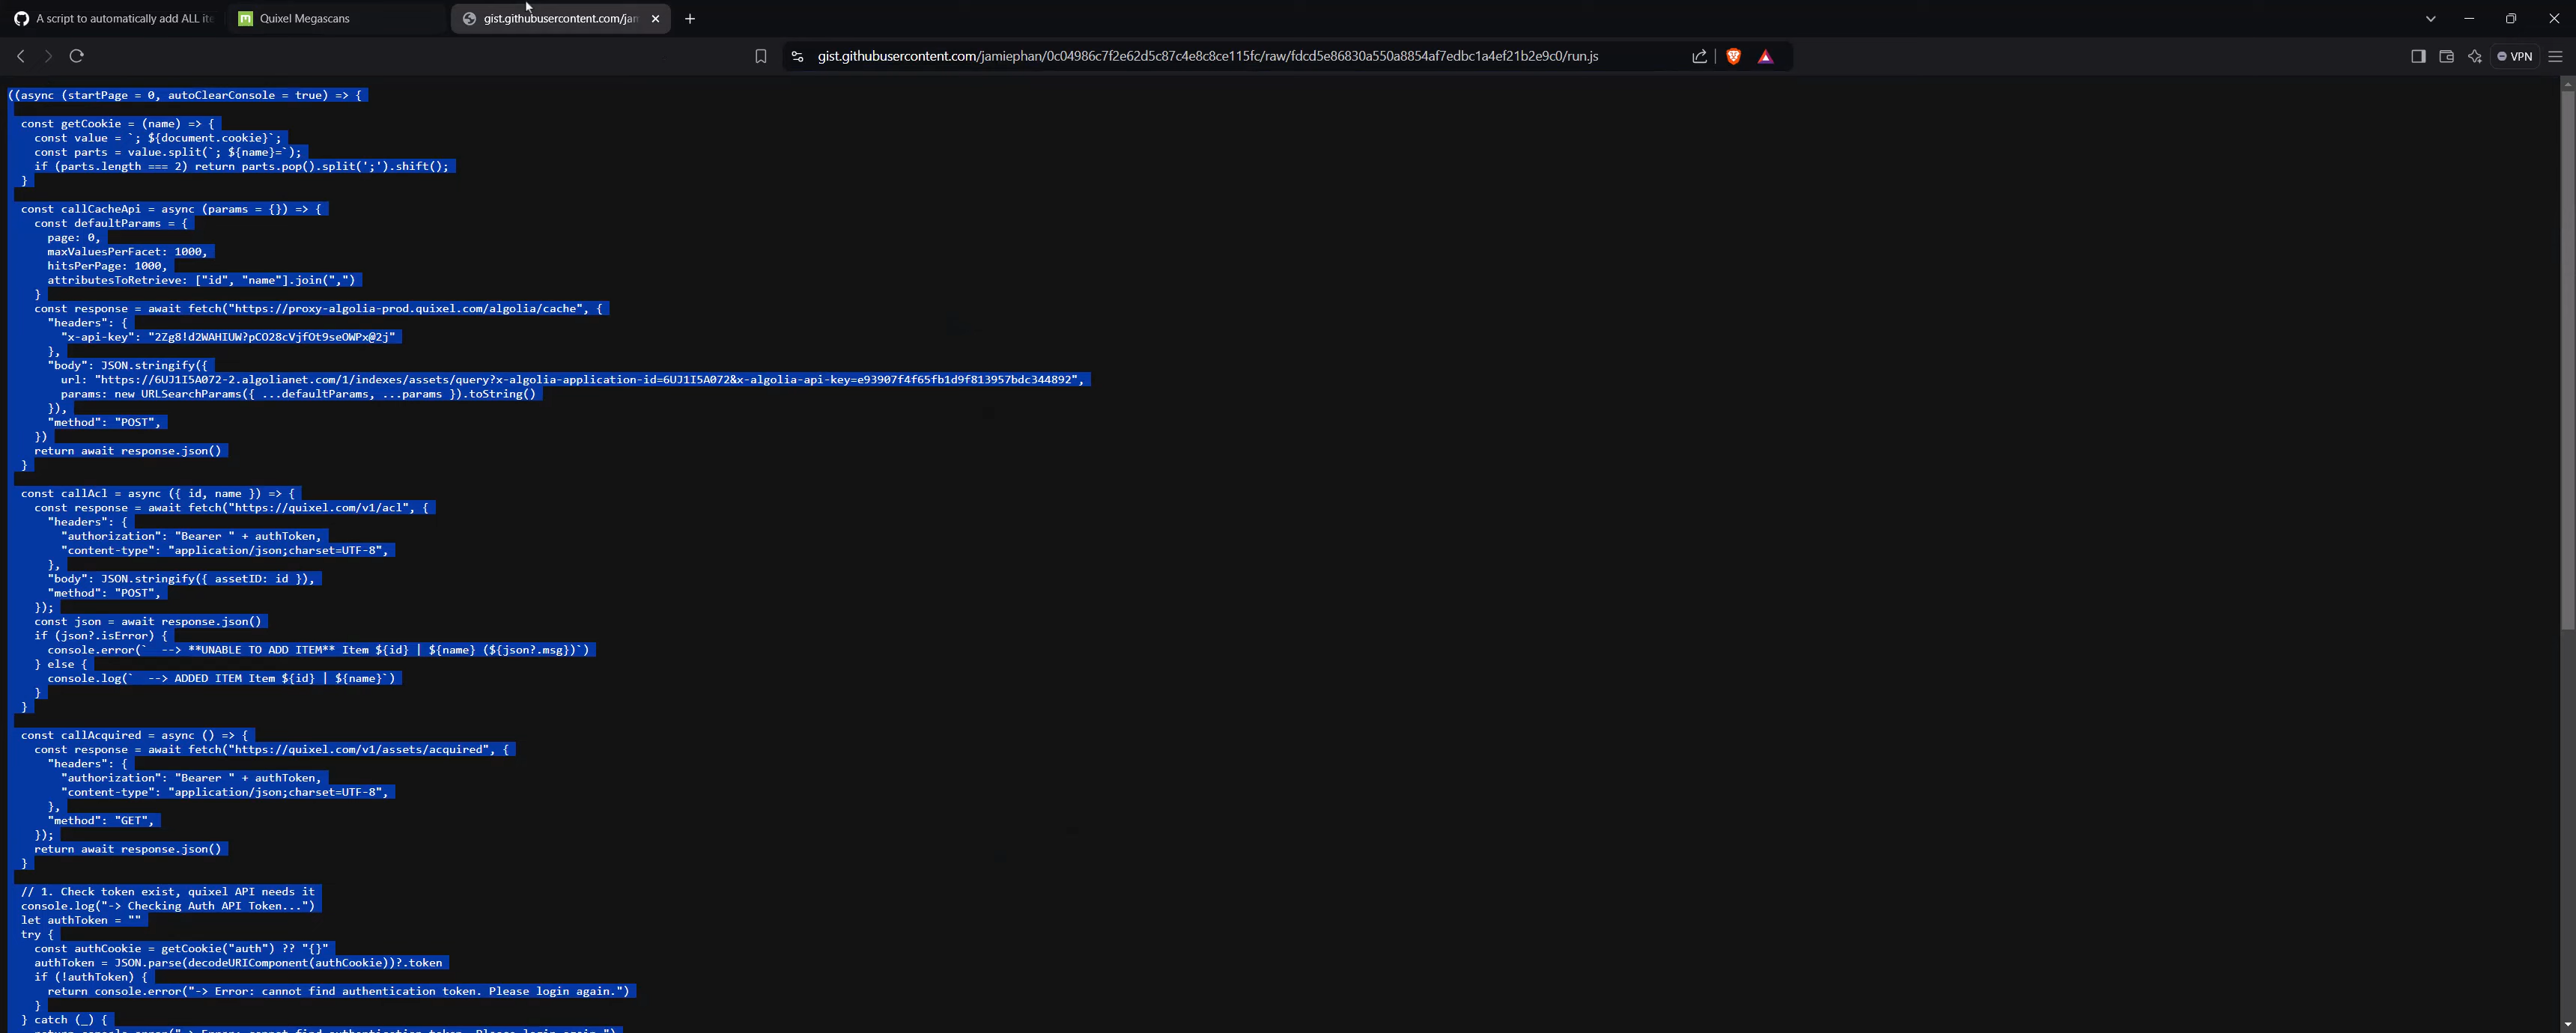 A script to automatically add ALL ite
Quixel Megascans
gist.githubusercontent.com/jam
gist.githubusercontent.com/jamiephan/0c04986c7f2e62d5c87c4e8c8ce115fc/raw/fdcd5e86830a550a8854af7edbc1a4ef21b2e9c0/run.js
VPN
((async (startPage = 0, autoClearConsole = true) => {
const getCookie = (name) => {
const value = `; ${document.cookie}`;
const parts = value.split(`; ${name}=`);
if (parts.length === 2) return parts.pop().split(';').shift();
}
const callCacheApi = async (params = {}) => {
const defaultParams = {
page: 0,
maxValuesPerFacet: 1000,
hitsPerPage: 1000,
attributesToRetrieve: ["id", "name"].join(",")
}
const response = await fetch("https://proxy-algolia-prod.quixel.com/algolia/cache", {
"headers": {
"x-api-key": "2Zg8!d2WAHIUW?pCO28cVjfOt9seOWPx@2j"
},
"body": JSON.stringify({
url: "https://6UJ1I5A072-2.algolianet.com/1/indexes/assets/query?x-algolia-application-id=6UJ1I5A072&x-algolia-api-key=e93907f4f65fb1d9f813957bdc344892",
params: new URLSearchParams({ ...defaultParams, ...params }).toString()
}),
"method": "POST",
})
return await response.json()
}
const callAcl = async ({ id, name }) => {
const response = await fetch("https://quixel.com/v1/acl", {
"headers": {
"authorization": "Bearer " + authToken,
"content-type": "application/json;charset=UTF-8",
},
"body": JSON.stringify({ assetID: id }),
"method": "POST",
});
const json = await response.json()
if (json?.isError) {
console.error(`  --> **UNABLE TO ADD ITEM** Item ${id} | ${name} (${json?.msg})`)
} else {
console.log(`  --> ADDED ITEM Item ${id} | ${name}`)
}
}
const callAcquired = async () => {
const response = await fetch("https://quixel.com/v1/assets/acquired", {
"headers": {
"authorization": "Bearer " + authToken,
"content-type": "application/json;charset=UTF-8",
},
"method": "GET",
});
return await response.json()
}
// 1. Check token exist, quixel API needs it
console.log("-> Checking Auth API Token...")
let authToken = ""
try {
const authCookie = getCookie("auth") ?? "{}"
authToken = JSON.parse(decodeURIComponent(authCookie))?.token
if (!authToken) {
return console.error("-> Error: cannot find authentication token. Please login again.")
}
} catch (_) {
return console.error("-> Error: cannot find authentication token. Please login again.")